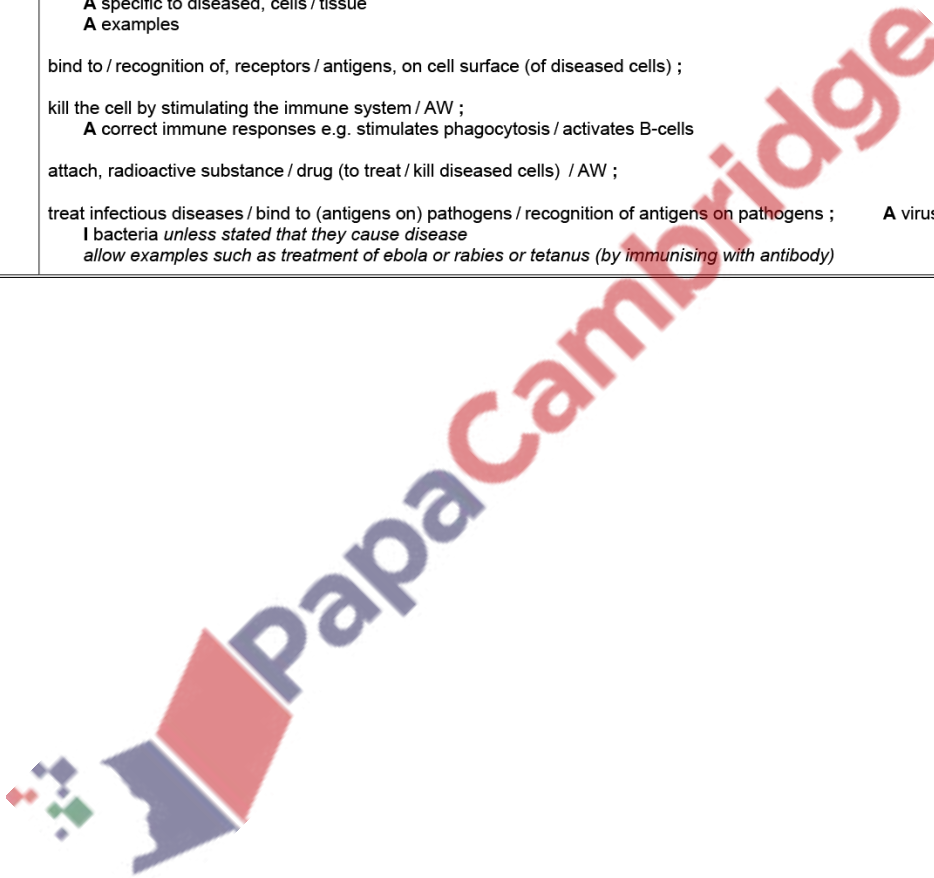 A specific to diseased, cells / tissue
A examples
bind to / recognition of, receptors / antigens, on cell surface (of diseased cells) ;
kill the cell by stimulating the immune system / AW ;
A correct immune responses e.g. stimulates phagocytosis / activates B-cells
attach, radioactive substance / drug (to treat / kill diseased cells) / AW ;
treat infectious diseases / bind to (antigens on) pathogens / recognition of antigens on pathogens ; A virus
I bacteria unless stated that they cause disease
allow examples such as treatment of ebola or rabies or tetanus (by immunising with antibody)
PapaCambridge